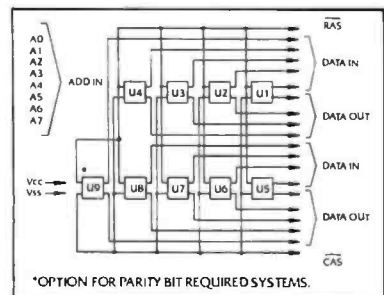 RAS
A0
A1
A2
A3
A4
A5
A6
A7
ADD IN
DATA IN
U4
U3
U2
U1
DATA OUT
DATA IN
*
Vcc
Vss
U9
U8
U7
U6
U5
DATA OUT
CAS
*OPTION FOR PARITY BIT REQUIRED SYSTEMS.